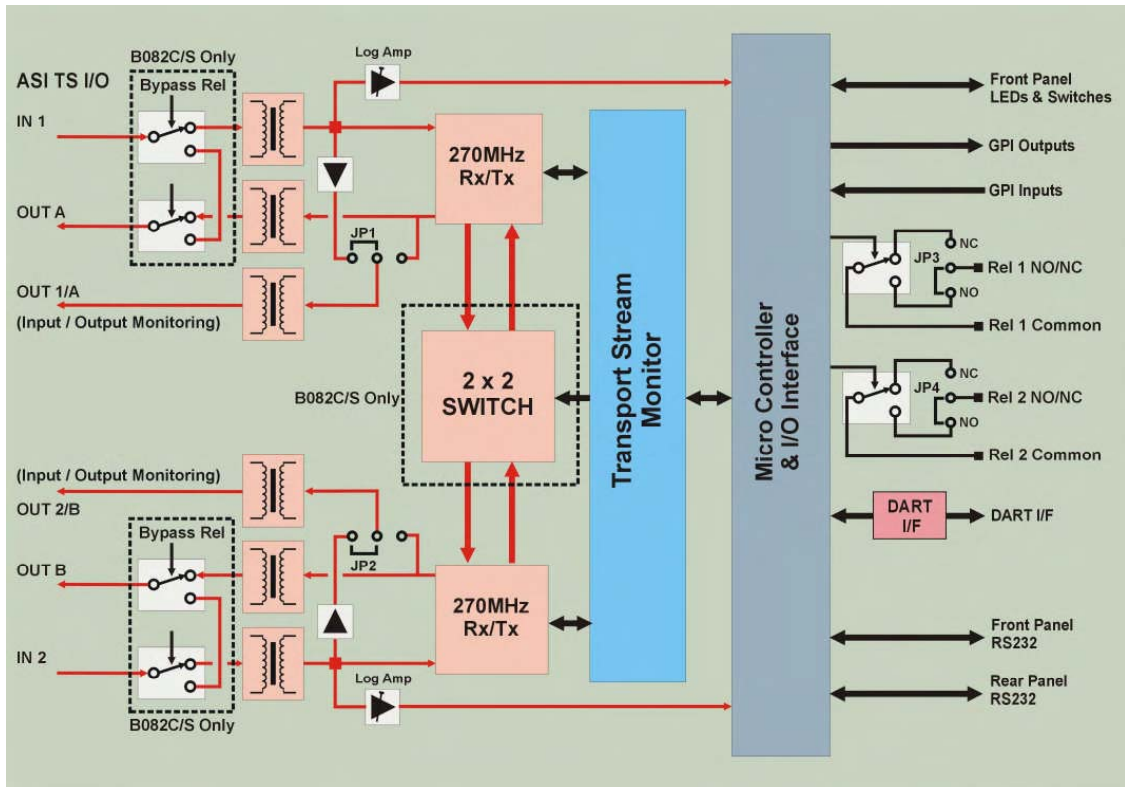 B082C/S Only
Log Amp
ASI TS I/O
Bypass Rel
IN 1
270MHz
Rx/Tx
OUT A
JP1
OUT 1/A
(Input / Output Monitoring)
2 x 2
SWITCH
B082C/S Only
(Input / Output Monitoring)
OUT 2/B
Bypass Rel
OUT B
JP2
270MHz
Rx/Tx
IN 2
Log Amp
B082C/S Only
Transport Stream
Monitor
Micro Controller
& I/O Interface
Front Panel
LEDs & Switches
GPI Outputs
GPI Inputs
NC
JP3
Rel 1 NO/NC
NO
Rel 1 Common
NC
JP4
Rel 2 NO/NC
NO
Rel 2 Common
DART
I/F
DART I/F
Front Panel
RS232
Rear Panel
RS232